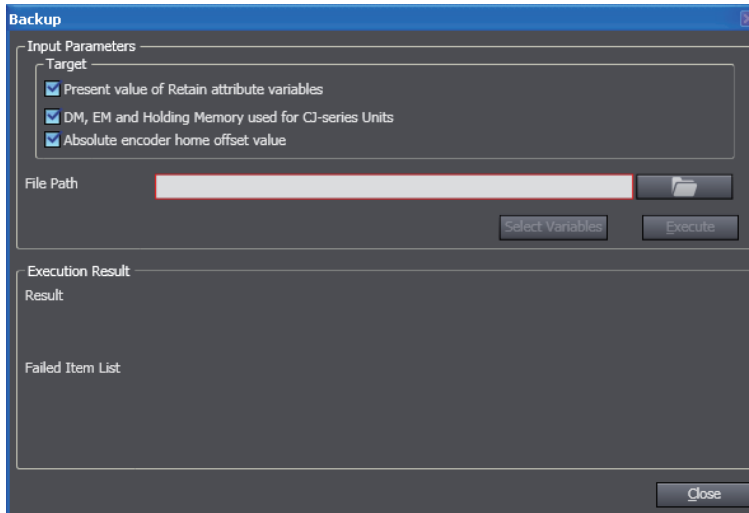 Backup
Input Parameters
Target
Present value of Retain attribute variables
DM, EM and Holding Memory used for CJ-series Units
Absolute encoder home offset value
File Path
Select Variables Execute
Execution Result
Result
Failed Item List
Close